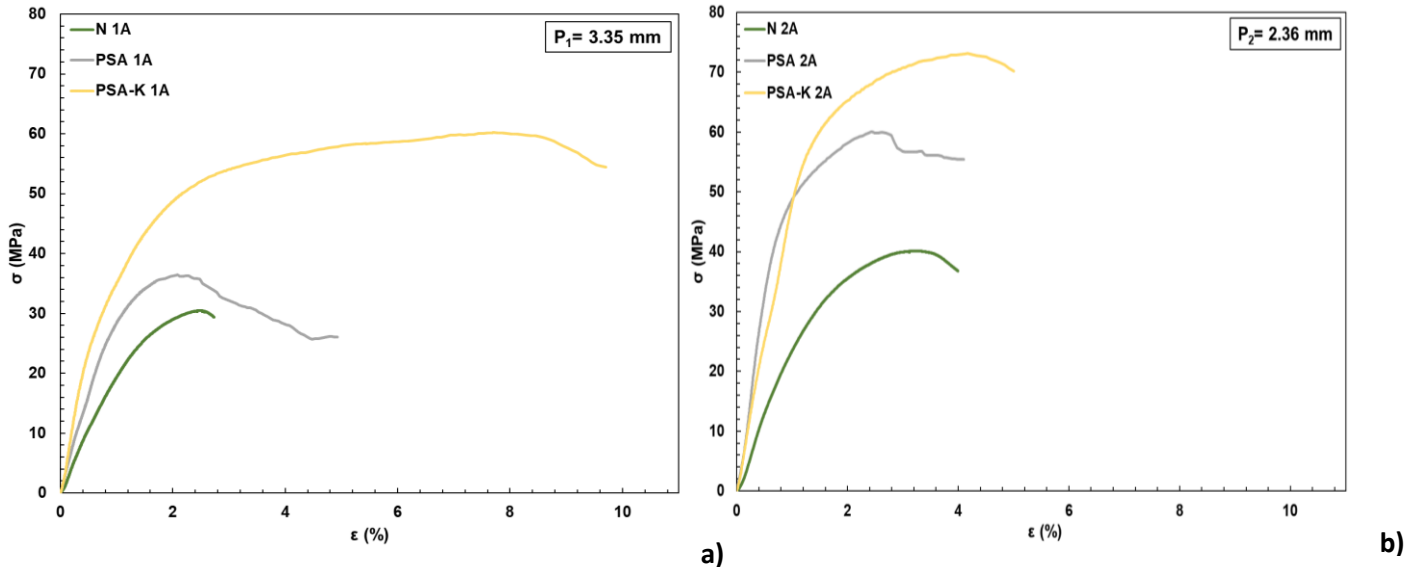 80
70
60
50
40
30
20
10
0
σ (MPa)
N 1A
PSA 1A
PSA-K 1A
P₁= 3.35 mm
0 2 4 6 8 10
ε (%)
a)
80
70
60
50
40
30
20
10
0
σ (MPa)
N 2A
PSA 2A
PSA-K 2A
P₂= 2.36 mm
0 2 4 6 8 10
ε (%)
b)